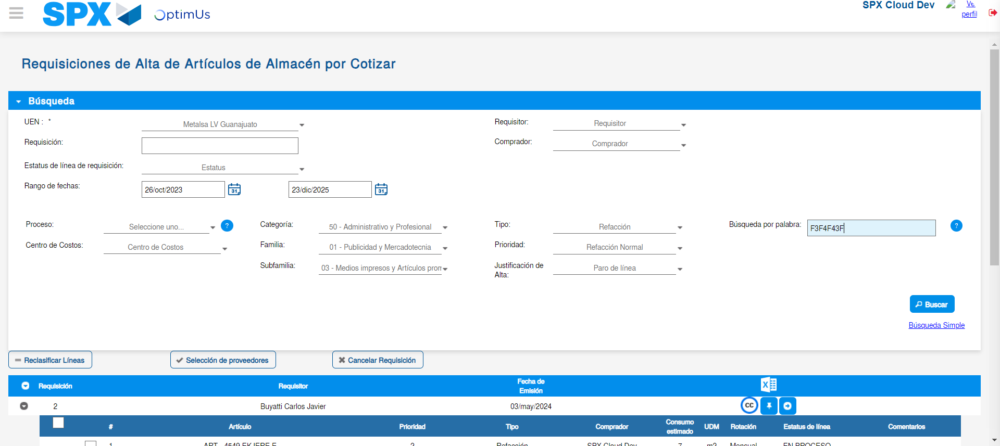 SPX OptimUs
SPX Cloud Dev
Ve
perfil
Requisiciones de Alta de Artículos de Almacén por Cotizar
Búsqueda
UEN : * Metalsa LV Guanajuato Requisitor: Requisitor
Requisición: Comprador: Comprador
Estatus de línea de requisición: Estatus
Rango de fechas: 26/oct/2023 31 23/dic/2025 31
Proceso: Seleccione uno... ? Categoría: 50 - Administrativo y Profesional Tipo: Refacción Búsqueda por palabra: F3F4F43F ?
Centro de Costos: Centro de Costos Familia: 01 - Publicidad y Mercadotecnia Prioridad: Refacción Normal
Subfamilia: 03 - Medios impresos y Artículos prom Justificación de Paro de línea
Alta:
Buscar
Búsqueda Simple
Reclasificar Líneas Selección de proveedores Cancelar Requisición
Requisición Requisitor Fecha de
Emisión
2 Buyatti Carlos Javier 03/may/2024 CC
# Artículo Prioridad Tipo Comprador Consumo
estimado UDM Rotación Estatus de línea Comentarios
1 2 Refacción SPX Cloud Dev 7 m2 Mensual EN PROCESO